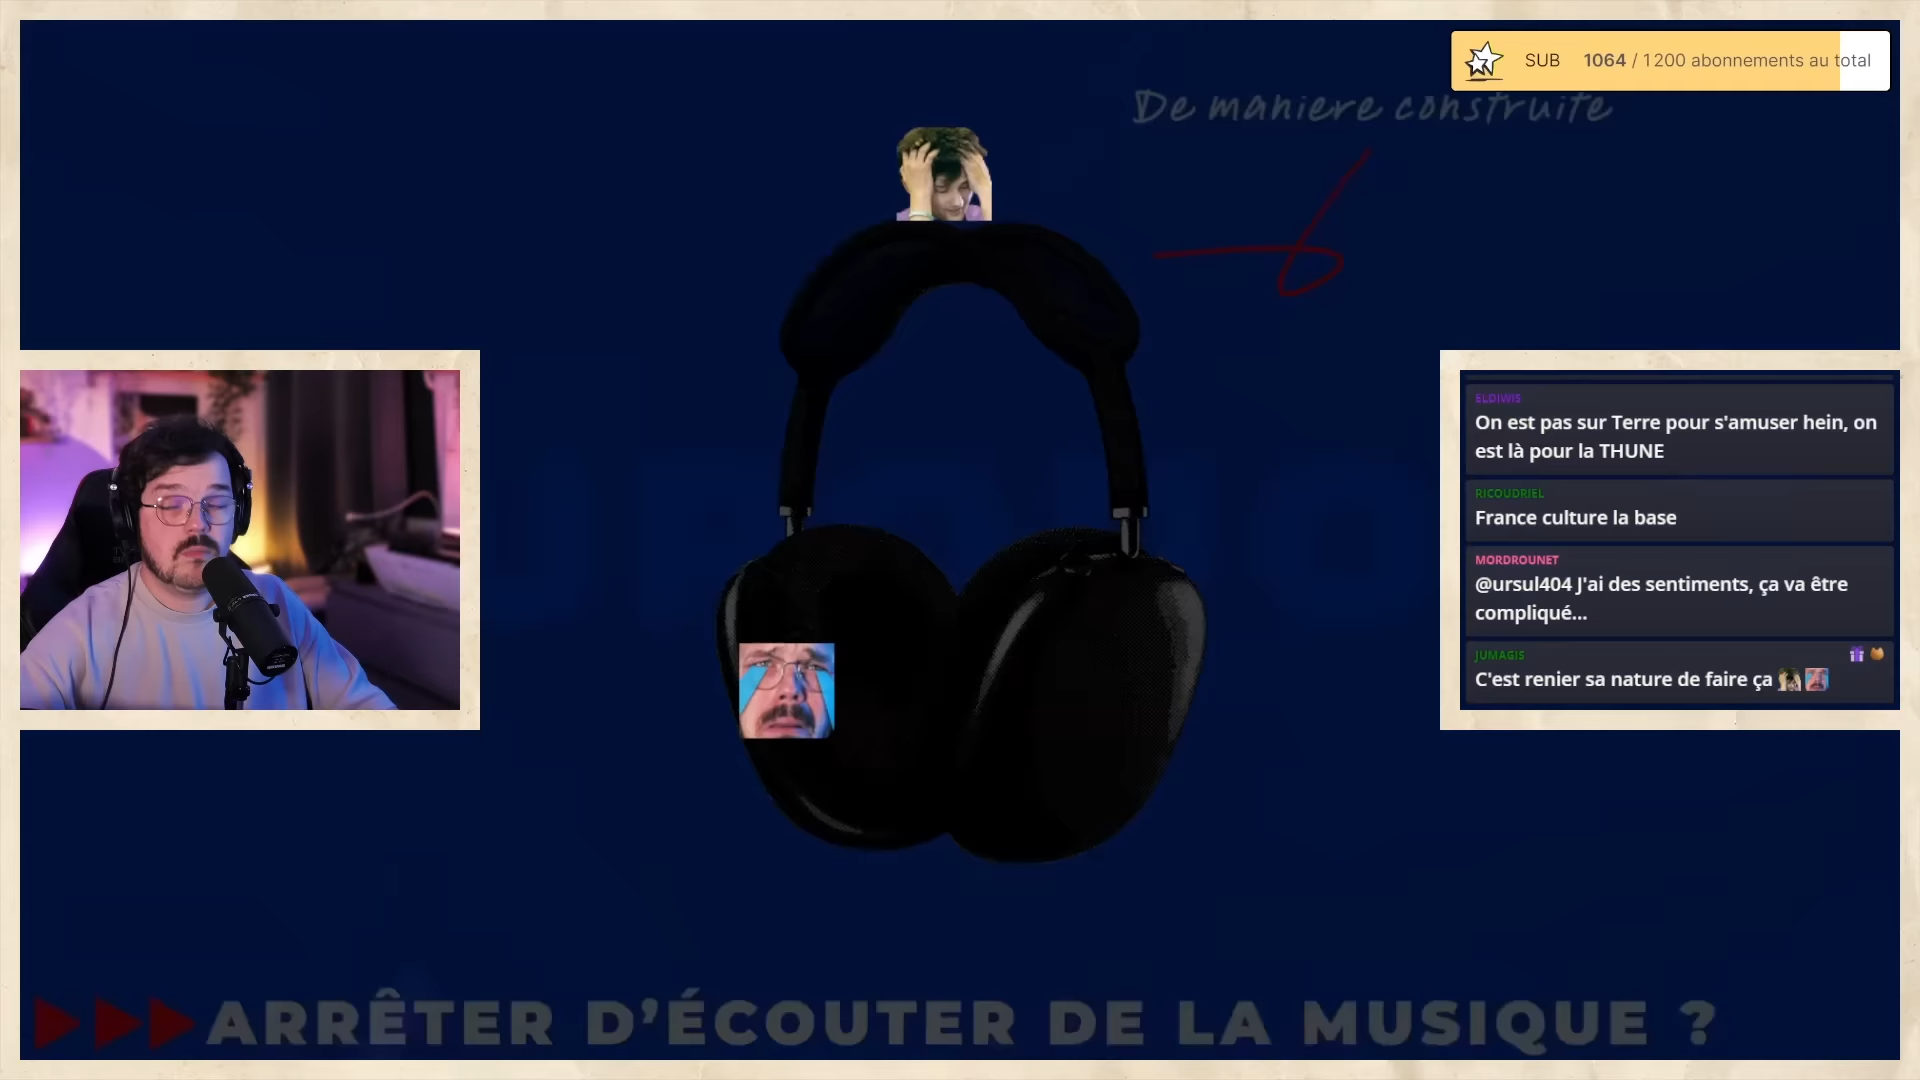 SUB 1064 / 1200 abonnements au total
De maniere construite
ELDIWIS
On est pas sur Terre pour s'amuser hein, on
est là pour la THUNE
RICOUDRIEL
France culture la base
MORDROUNET
@ursul404 J'ai des sentiments, ça va être
compliqué...
JUMAGIS
C'est renier sa nature de faire ça
ARRÊTER D’ÉCOUTER DE LA MUSIQUE ?